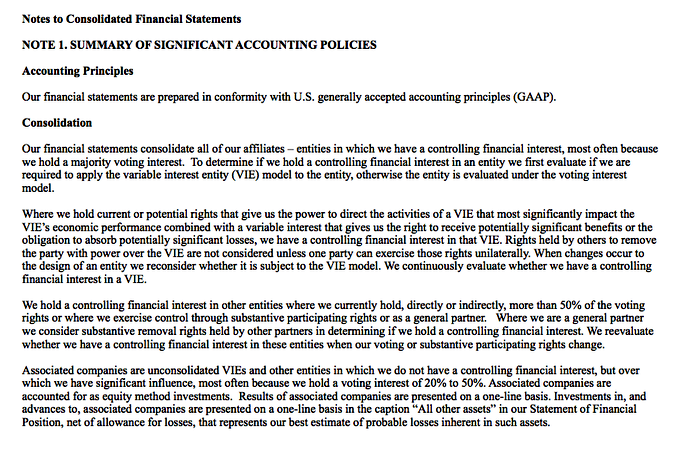 Notes to Consolidated Financial Statements
NOTE 1. SUMMARY OF SIGNIFICANT ACCOUNTING POLICIES
Accounting Principles
Our financial statements are prepared in conformity with U.S. generally accepted accounting principles (GAAP).
Consolidation
Our financial statements consolidate all of our affiliates – entities in which we have a controlling financial interest, most often because
we hold a majority voting interest.  To determine if we hold a controlling financial interest in an entity we first evaluate if we are
required to apply the variable interest entity (VIE) model to the entity, otherwise the entity is evaluated under the voting interest
model.
Where we hold current or potential rights that give us the power to direct the activities of a VIE that most significantly impact the
VIE’s economic performance combined with a variable interest that gives us the right to receive potentially significant benefits or the
obligation to absorb potentially significant losses, we have a controlling financial interest in that VIE. Rights held by others to remove
the party with power over the VIE are not considered unless one party can exercise those rights unilaterally. When changes occur to
the design of an entity we reconsider whether it is subject to the VIE model. We continuously evaluate whether we have a controlling
financial interest in a VIE.
We hold a controlling financial interest in other entities where we currently hold, directly or indirectly, more than 50% of the voting
rights or where we exercise control through substantive participating rights or as a general partner.   Where we are a general partner
we consider substantive removal rights held by other partners in determining if we hold a controlling financial interest. We reevaluate
whether we have a controlling financial interest in these entities when our voting or substantive participating rights change.
Associated companies are unconsolidated VIEs and other entities in which we do not have a controlling financial interest, but over
which we have significant influence, most often because we hold a voting interest of 20% to 50%. Associated companies are
accounted for as equity method investments.  Results of associated companies are presented on a one-line basis. Investments in, and
advances to, associated companies are presented on a one-line basis in the caption “All other assets” in our Statement of Financial
Position, net of allowance for losses, that represents our best estimate of probable losses inherent in such assets.